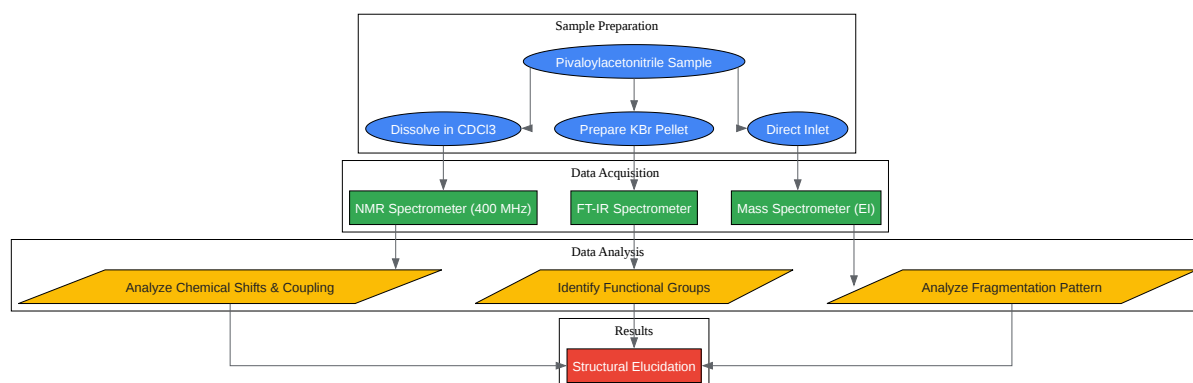 Sample Preparation
Pivaloylacetonitrile Sample
Dissolve in CDCl3
Prepare KBr Pellet
Direct Inlet
Data Acquisition
NMR Spectrometer (400 MHz)
FT-IR Spectrometer
Mass Spectrometer (EI)
Data Analysis
Analyze Chemical Shifts & Coupling
Identify Functional Groups
Analyze Fragmentation Pattern
Results
Structural Elucidation